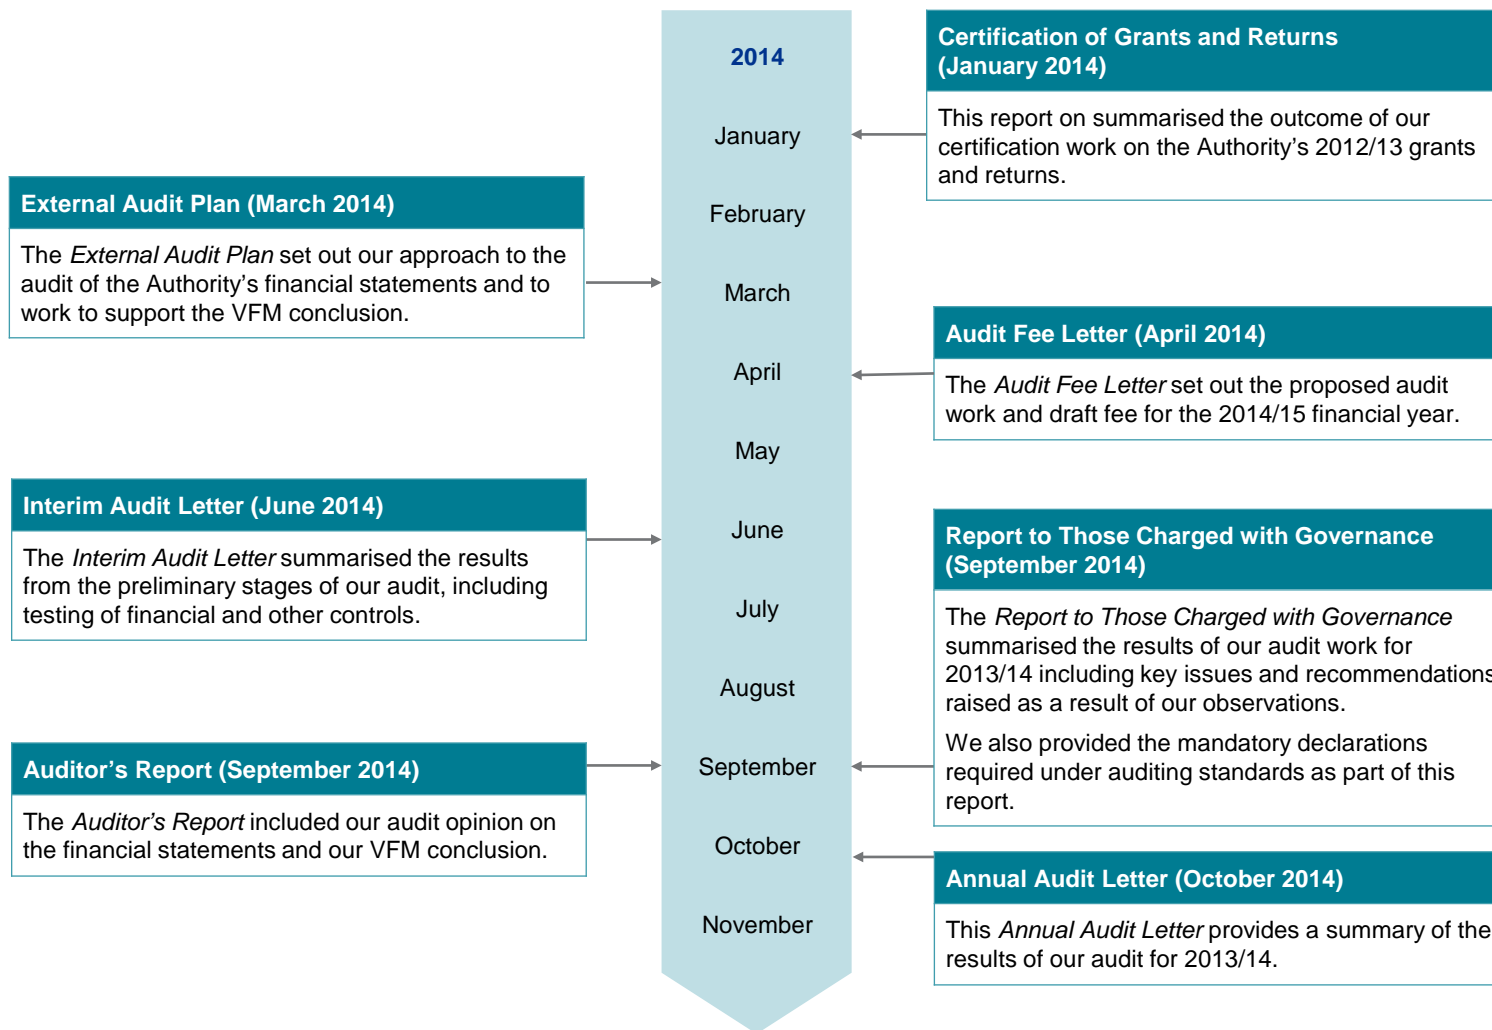 2014
January
February
March
April
May
June
July
August
September
October
November
External Audit Plan (March 2014)
The External Audit Plan set out our approach to the
audit of the Authority’s financial statements and to
work to support the VFM conclusion.
Interim Audit Letter (June 2014)
The Interim Audit Letter summarised the results
from the preliminary stages of our audit, including
testing of financial and other controls.
Auditor’s Report (September 2014)
The Auditor’s Report included our audit opinion on
the financial statements and our VFM conclusion.
Certification of Grants and Returns
(January 2014)
This report on summarised the outcome of our
certification work on the Authority’s 2012/13 grants
and returns.
Audit Fee Letter (April 2014)
The Audit Fee Letter set out the proposed audit
work and draft fee for the 2014/15 financial year.
Report to Those Charged with Governance
(September 2014)
The Report to Those Charged with Governance
summarised the results of our audit work for
2013/14 including key issues and recommendations
raised as a result of our observations.
We also provided the mandatory declarations
required under auditing standards as part of this
report.
Annual Audit Letter (October 2014)
This Annual Audit Letter provides a summary of the
results of our audit for 2013/14.